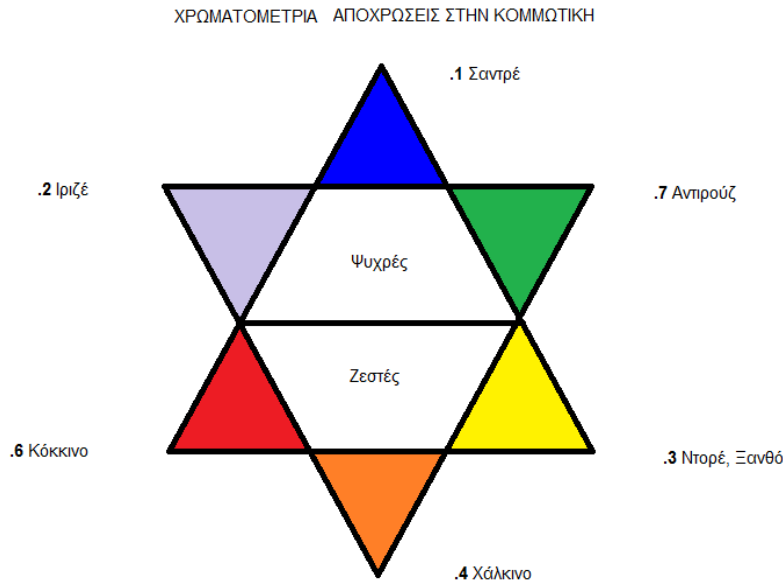 ΧΡΩΜΑΤΟΜΕΤΡΙΑ ΑΠΟΧΡΩΣΕΙΣ ΣΤΗΝ ΚΟΜΜΩΤΙΚΗ
.1 Σαντρέ
.2 Ιριζέ
.7 Αντιρούζ
Ψυχρές
Ζεστές
.6 Κόκκινο
.3 Ντορέ, Ξανθό
.4 Χάλκινο